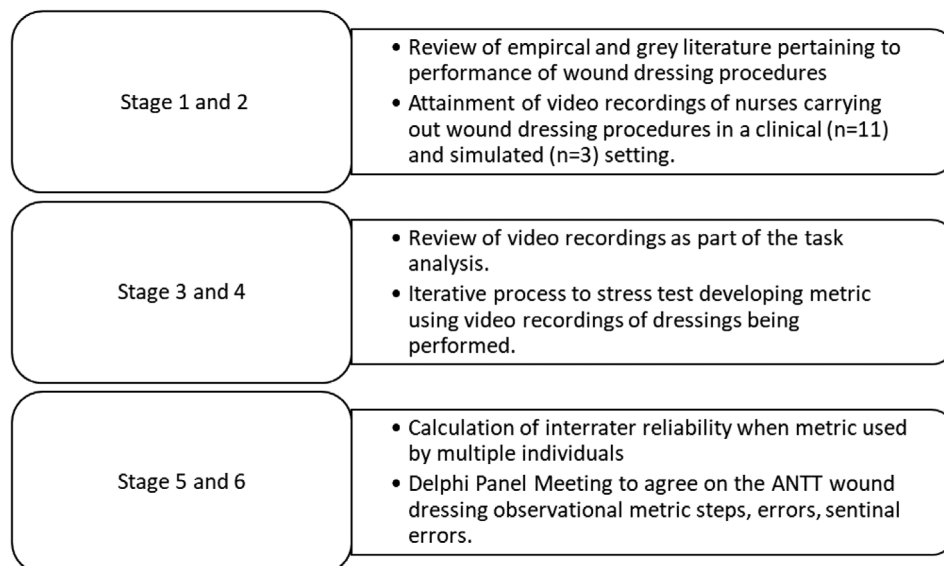 Stage 1 and 2
• Review of empircal and grey literature pertaining to
performance of wound dressing procedures
• Attainment of video recordings of nurses carrying
out wound dressing procedures in a clinical (n=11)
and simulated (n=3) setting.
Stage 3 and 4
• Review of video recordings as part of the task
analysis.
• Iterative process to stress test developing metric
using video recordings of dressings being
performed.
Stage 5 and 6
• Calculation of interrater reliability when metric used
by multiple individuals
• Delphi Panel Meeting to agree on the ANTT wound
dressing observational metric steps, errors, sentinal
errors.